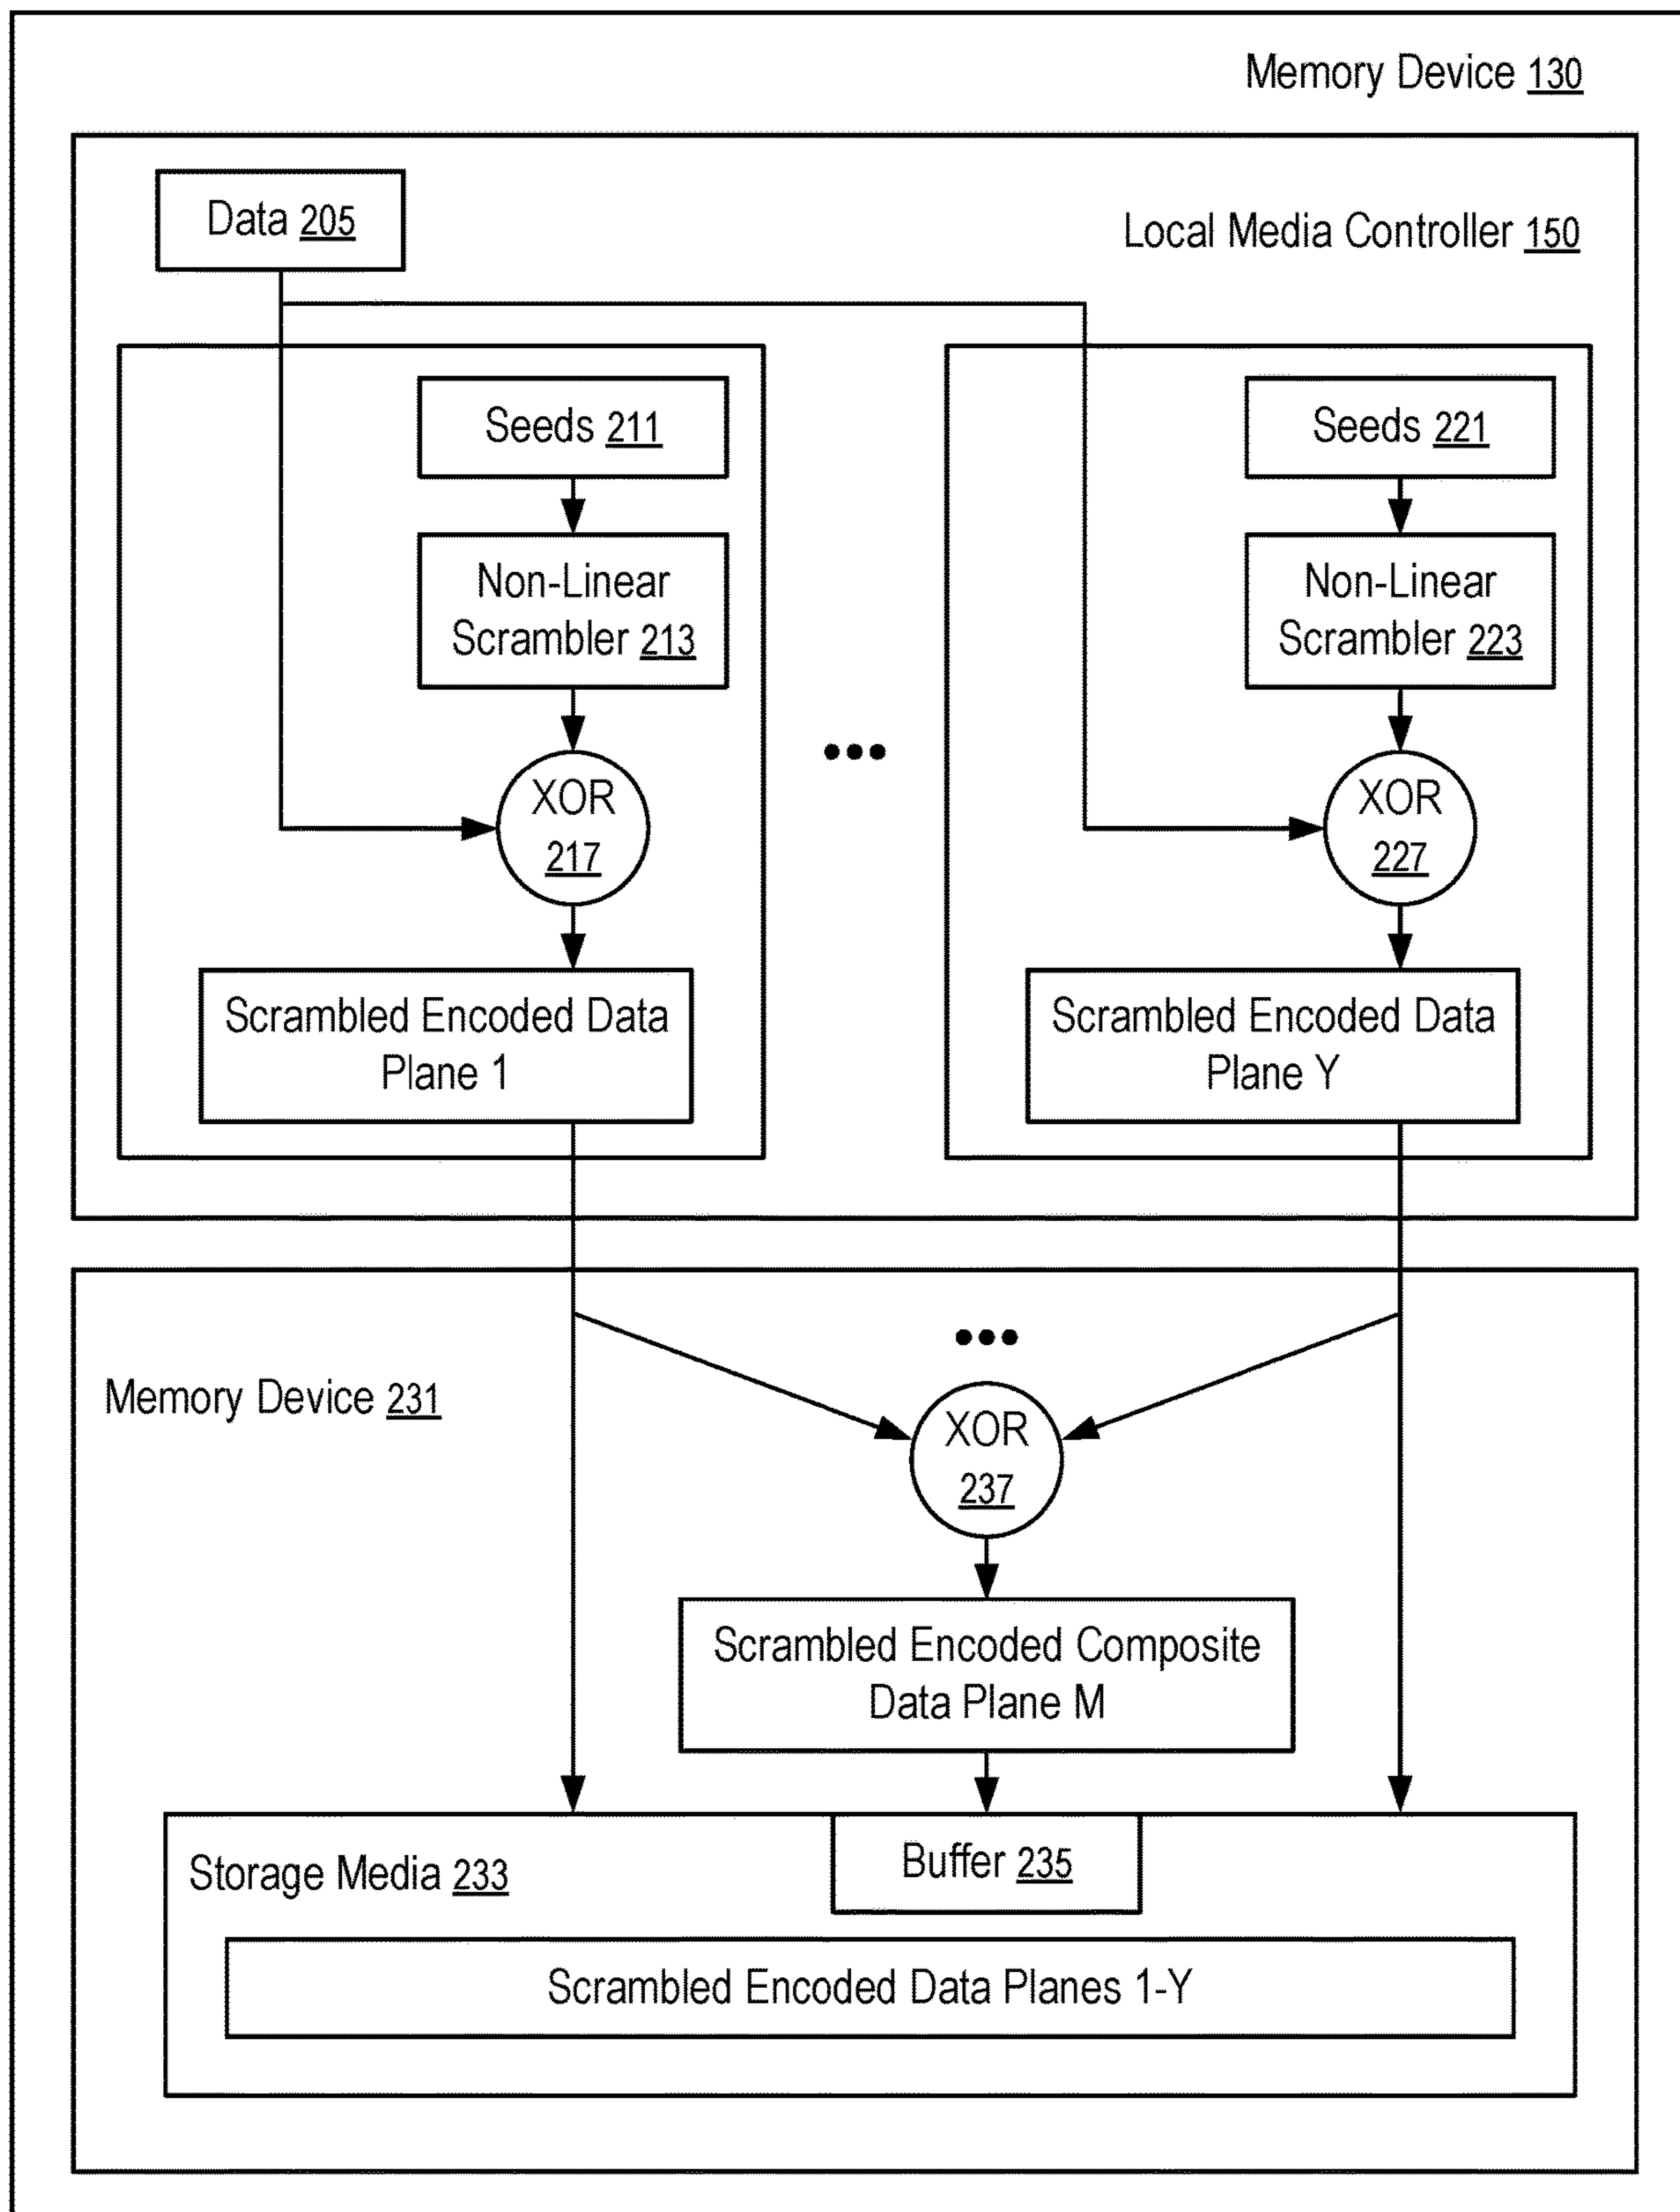 Memory Device 130
Data 205
Local Media Controller 150
Seeds 211
Seeds 221
Non-Linear
Scrambler 213
Non-Linear
Scrambler 223
XOR
217
XOR
227
Scrambled Encoded Data
Plane 1
Scrambled Encoded Data
Plane Y
Memory Device 231
XOR
237
Scrambled Encoded Composite
Data Plane M
Storage Media 233
Buffer 235
Scrambled Encoded Data Planes 1-Y